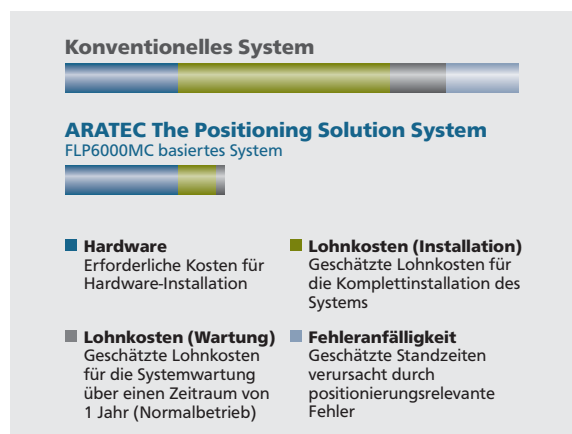 Konventionelles System
ARATEC The Positioning Solution System
FLP6000MC basiertes System
Hardware
Erforderliche Kosten für
Hardware-Installation
Lohnkosten (Installation)
Geschätzte Lohnkosten für
die Komplettinstallation des
Systems
Lohnkosten (Wartung)
Geschätzte Lohnkosten
für die Systemwartung
über einen Zeitraum von
1 Jahr (Normalbetrieb)
Fehleranfälligkeit
Geschätzte Standzeiten
verursacht durch
positionierungsrelevante
Fehler